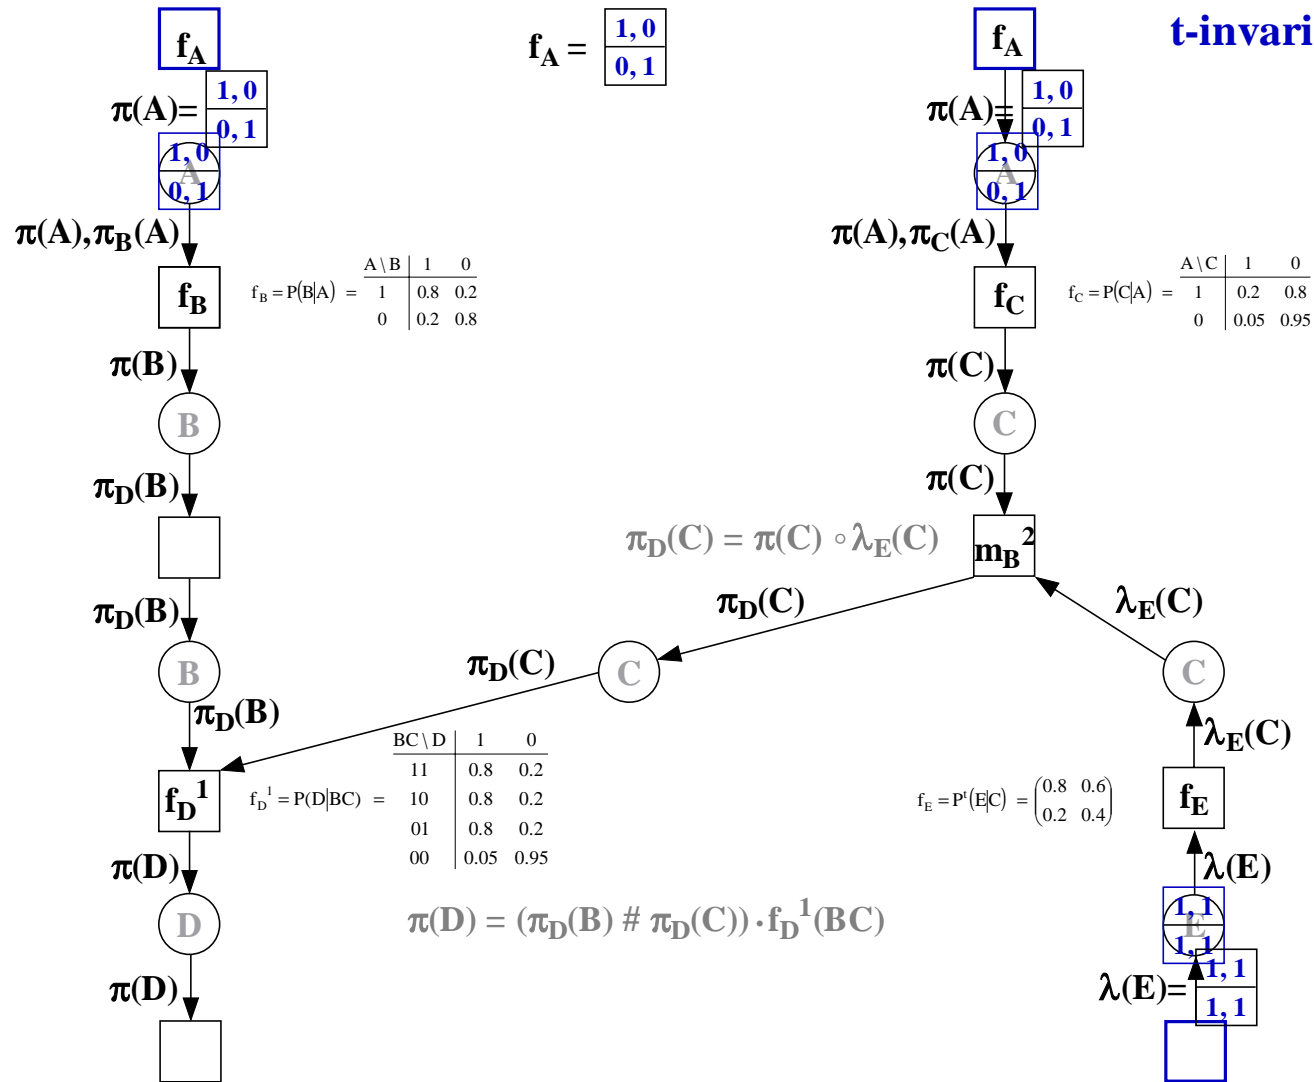 f_A
f_A = 1, 0
0, 1
f_A
t-invari
π(A)= 1, 0
0, 1
π(A)= 1, 0
0, 1
1, 0
A
0, 1
1, 0
A
0, 1
π(A),π_B(A)
π(A),π_C(A)
f_B
f_B = P(B|A) =
A \ B 1 0
1 0.8 0.2
0 0.2 0.8
f_C
f_C = P(C|A) =
A \ C 1 0
1 0.2 0.8
0 0.05 0.95
π(B)
π(C)
B
C
π_D(B)
π(C)
π_D(C) = π(C) ∘ λ_E(C)
m_B^2
π_D(B)
π_D(C)
λ_E(C)
B
π_D(C)
C
C
π_D(B)
λ_E(C)
f_D^1
f_D^1 = P(D|BC) =
BC \ D 1 0
11 0.8 0.2
10 0.8 0.2
01 0.8 0.2
00 0.05 0.95
f_E = P^t(E|C) = (0.8 0.6
0.2 0.4)
f_E
π(D)
λ(E)
D
π(D) = (π_D(B) # π_D(C)) · f_D^1(BC)
1, 1
E
1, 1
π(D)
λ(E)= 1, 1
1, 1